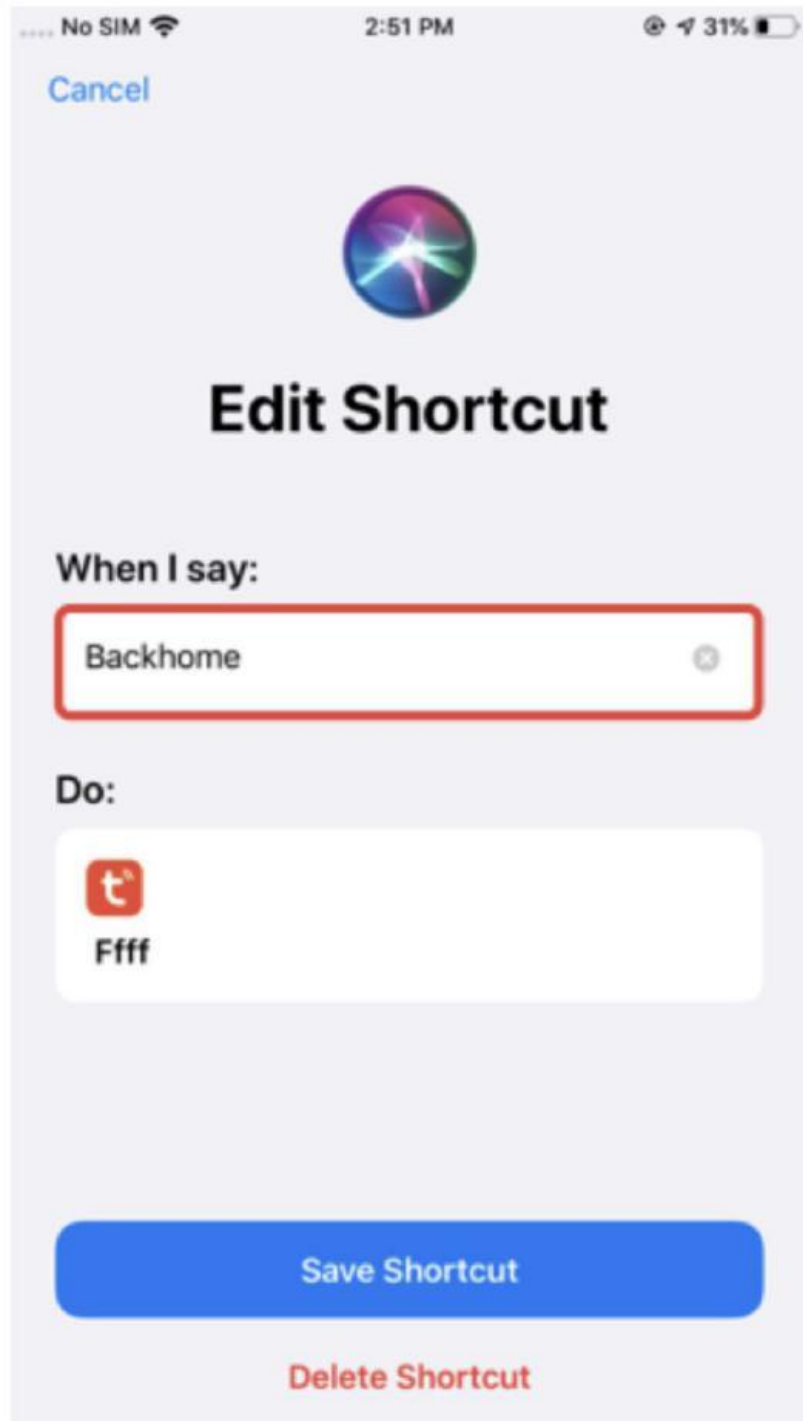 No SIM 2:51 PM 31%
Cancel
Edit Shortcut
When I say:
Backhome
Do:
Ffff
Save Shortcut
Delete Shortcut